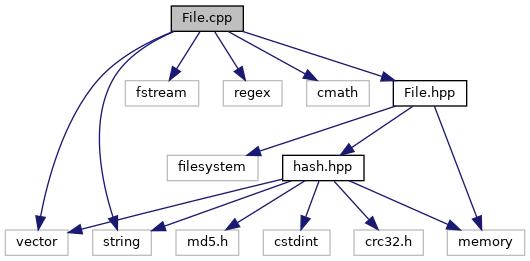 File.cpp
fstream
regex
cmath
File.hpp
filesystem
hash.hpp
vector
string
md5.h
cstdint
crc32.h
memory